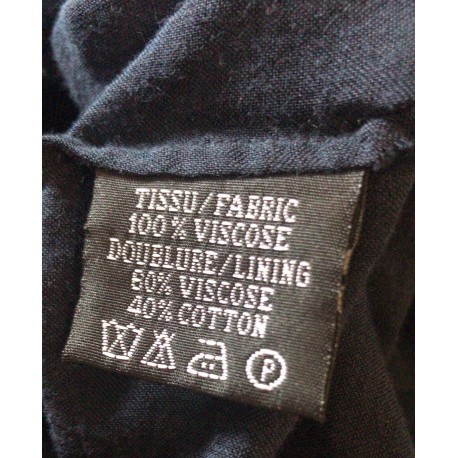 TISSU/FABRIC
100% VISCOSE
DOUBLURE/LINING
60% VISCOSE
40% COTTON
P